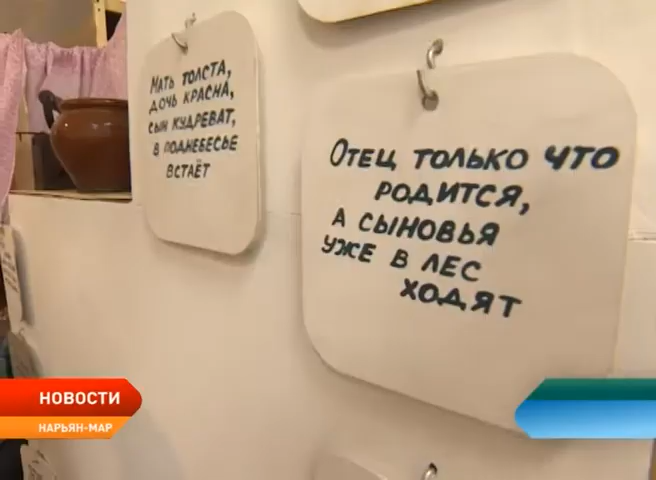 Мать толста,
дочь красна,
сын кудреват,
в поднебесье
встаёт
Отец только что
родится,
а сыновья
уже в лес
ходят
НОВОСТИ
НАРЬЯН-МАР